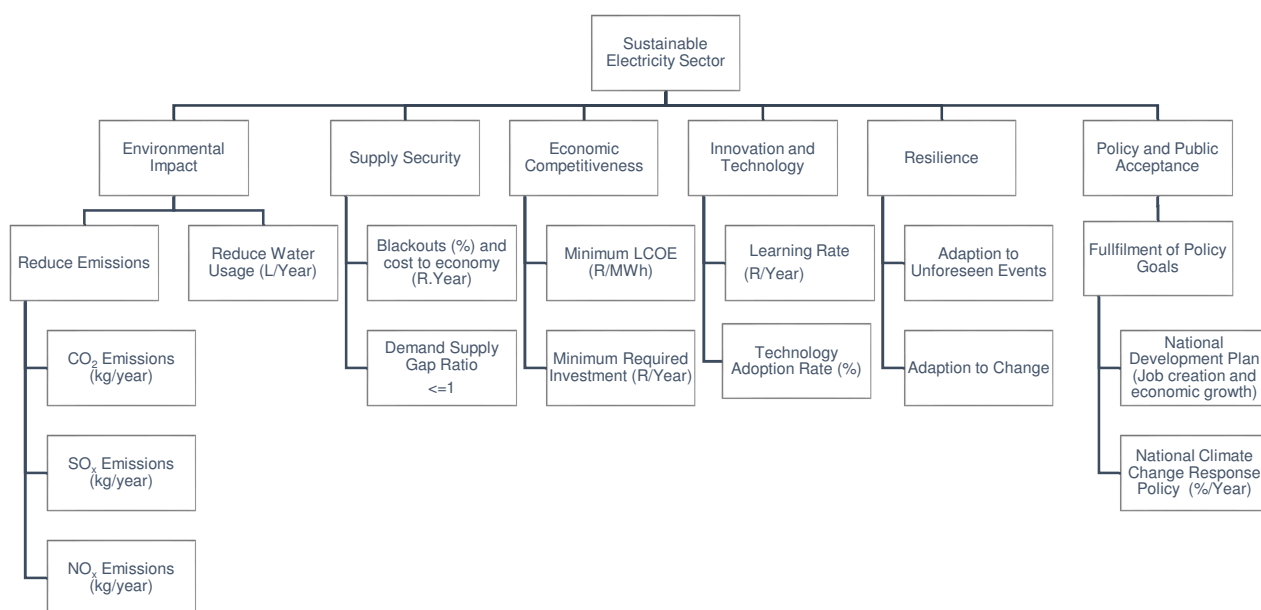 Sustainable
Electricity Sector
Environmental
Impact
Supply Security
Economic
Competitiveness
Innovation and
Technology
Resilience
Policy and Public
Acceptance
Reduce Emissions
Reduce Water
Usage (L/Year)
Blackouts (%) and
cost to economy
(R.Year)
Minimum LCOE
(R/MWh)
Learning Rate
(R/Year)
Adaption to
Unforeseen Events
Fullfilment of Policy
Goals
CO₂ Emissions
(kg/year)
Demand Supply
Gap Ratio
<=1
Minimum Required
Investment (R/Year)
Technology
Adoption Rate (%)
Adaption to Change
National
Development Plan
(Job creation and
economic growth)
SOₓ Emissions
(kg/year)
National Climate
Change Response
Policy (%/Year)
NOₓ Emissions
(kg/year)